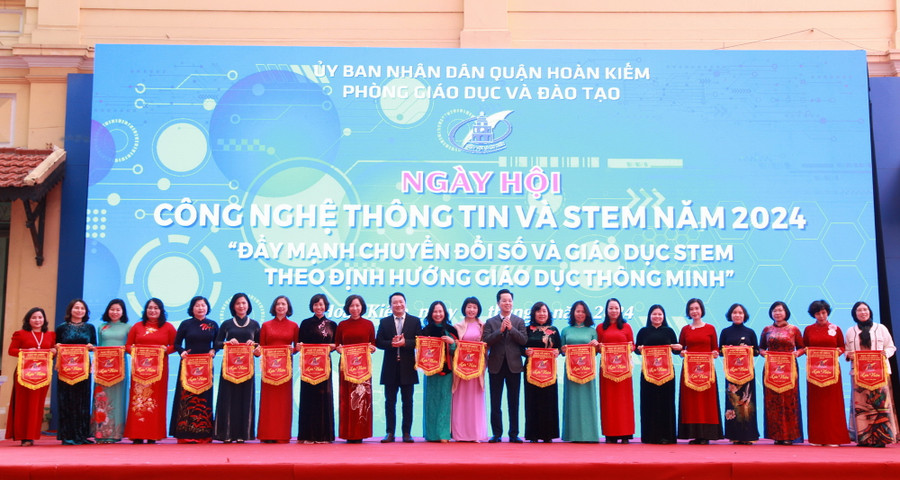 ỦY BAN NHÂN DÂN QUẬN HOÀN KIẾM
PHÒNG GIÁO DỤC VÀ ĐÀO TẠO
NGÀY HỘI
CÔNG NGHỆ THÔNG TIN VÀ STEM NĂM 2024
“ĐẨY MẠNH CHUYỂN ĐỔI SỐ VÀ GIÁO DỤC STEM
THEO ĐỊNH HƯỚNG GIÁO DỤC THÔNG MINH”
năm 2024